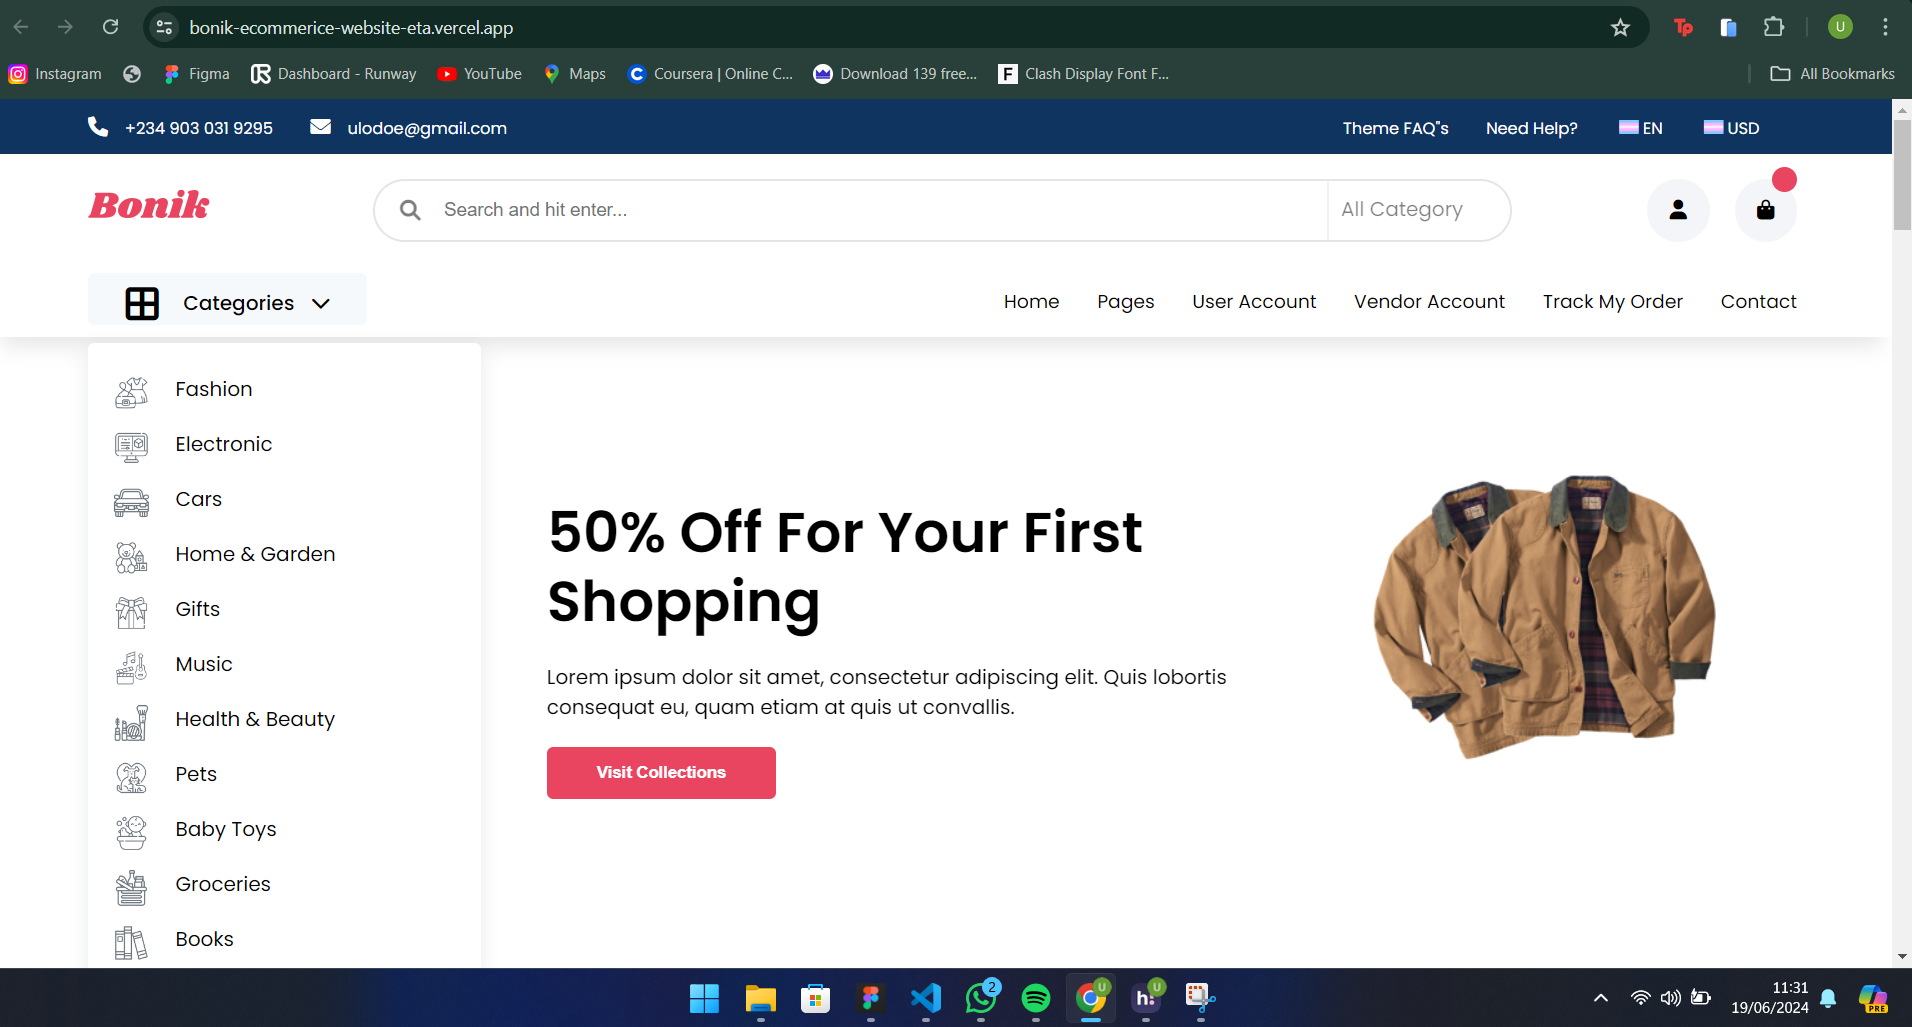 bonik-ecommerice-website-eta.vercel.app
Tp
U
Instagram
Figma
Dashboard - Runway
YouTube
Maps
Coursera | Online C...
Download 139 free...
F
Clash Display Font F...
All Bookmarks
+234 903 031 9295
ulodoe@gmail.com
Theme FAQ"s
Need Help?
EN
USD
Bonik
Search and hit enter...
All Category
Categories
Home
Pages
User Account
Vendor Account
Track My Order
Contact
Fashion
Electronic
Cars
Home & Garden
Gifts
Music
Health & Beauty
Pets
Baby Toys
Groceries
Books
50% Off For Your First
Shopping
Lorem ipsum dolor sit amet, consectetur adipiscing elit. Quis lobortis
consequat eu, quam etiam at quis ut convallis.
Visit Collections
2
U
h:
U
11:31
19/06/2024
PRE